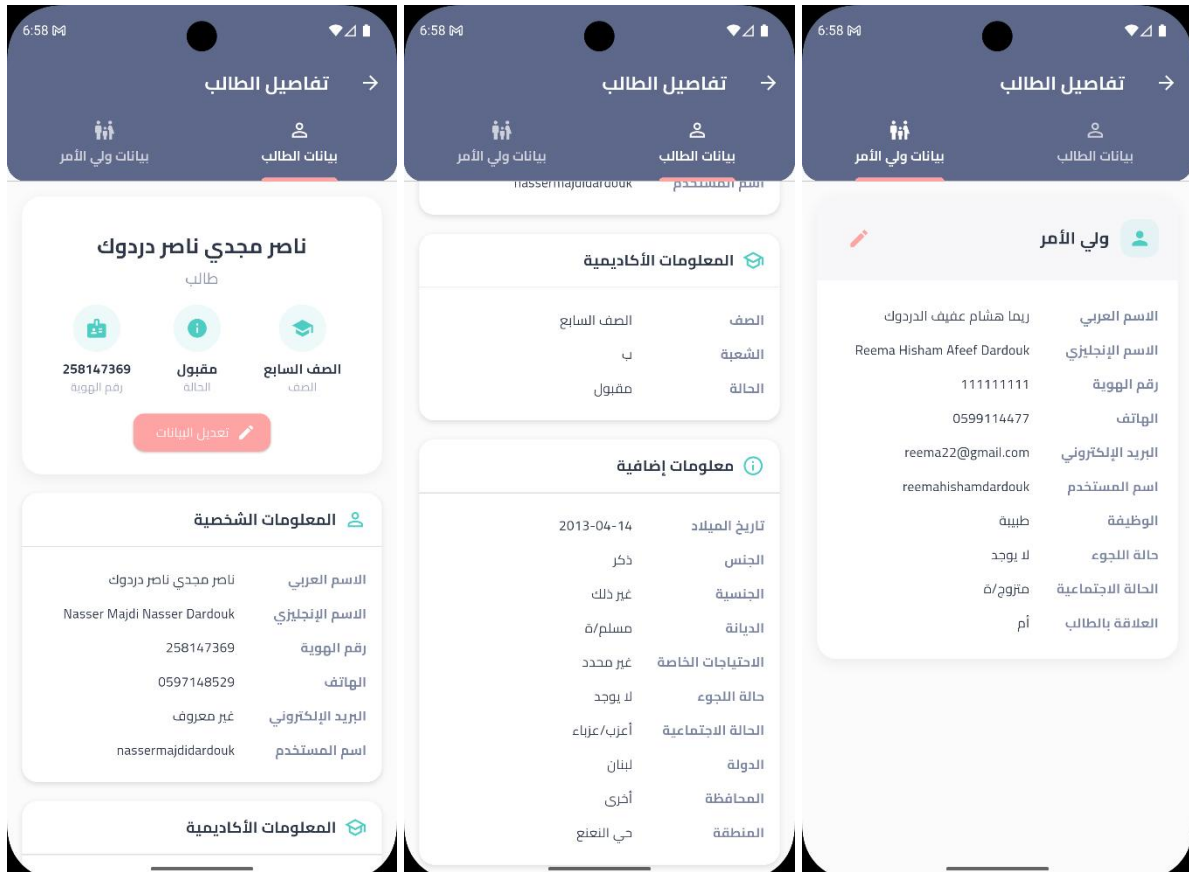 6:58
تفاصيل الطالب
بيانات الطالب
بيانات ولي الأمر
ناصر مجدي ناصر دردوك
طالب
الصف السابع
الصف
مقبول
الحالة
258147369
رقم الهوية
تعديل البيانات
المعلومات الشخصية
الاسم العربي ناصر مجدي ناصر دردوك
الاسم الإنجليزي Nasser Majdi Nasser Dardouk
رقم الهوية 258147369
الهاتف 0597148529
البريد الإلكتروني غير معروف
اسم المستخدم nassermajdidardouk
المعلومات الأكاديمية
6:58
تفاصيل الطالب
بيانات الطالب
بيانات ولي الأمر
اسم المستخدم nassermajdidardouk
المعلومات الأكاديمية
الصف الصف السابع
الشعبة ب
الحالة مقبول
معلومات إضافية
تاريخ الميلاد 2013-04-14
الجنس ذكر
الجنسية غير ذلك
الديانة مسلم/ة
الاحتياجات الخاصة غير محدد
حالة اللجوء لا يوجد
الحالة الاجتماعية أعزب/عزباء
الدولة لبنان
المحافظة أخرى
المنطقة حي النعنع
6:58
تفاصيل الطالب
بيانات الطالب
بيانات ولي الأمر
ولي الأمر
الاسم العربي ريما هشام عفيف الدردوك
الاسم الإنجليزي Reema Hisham Afeef Dardouk
رقم الهوية 111111111
الهاتف 0599114477
البريد الإلكتروني reema22@gmail.com
اسم المستخدم reemahishamdardouk
الوظيفة طبيبة
حالة اللجوء لا يوجد
الحالة الاجتماعية متزوج/ة
العلاقة بالطالب أم